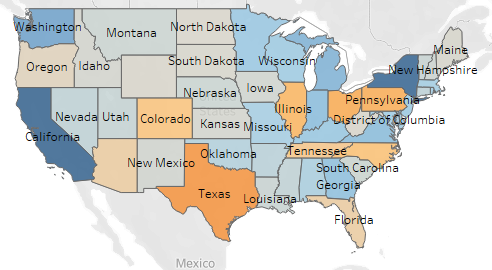 Washington
Montana
North Dakota
Maine
Oregon
Idaho
South Dakota
Wisconsin
New Hampshire
Nebraska
Iowa
States
Illinois
Pennsylvania
Nevada
Utah
Colorado
Kansas
Missouri
District of Columbia
California
New Mexico
Oklahoma
Tennessee
South Carolina
Texas
Georgia
Louisiana
Florida
Mexico